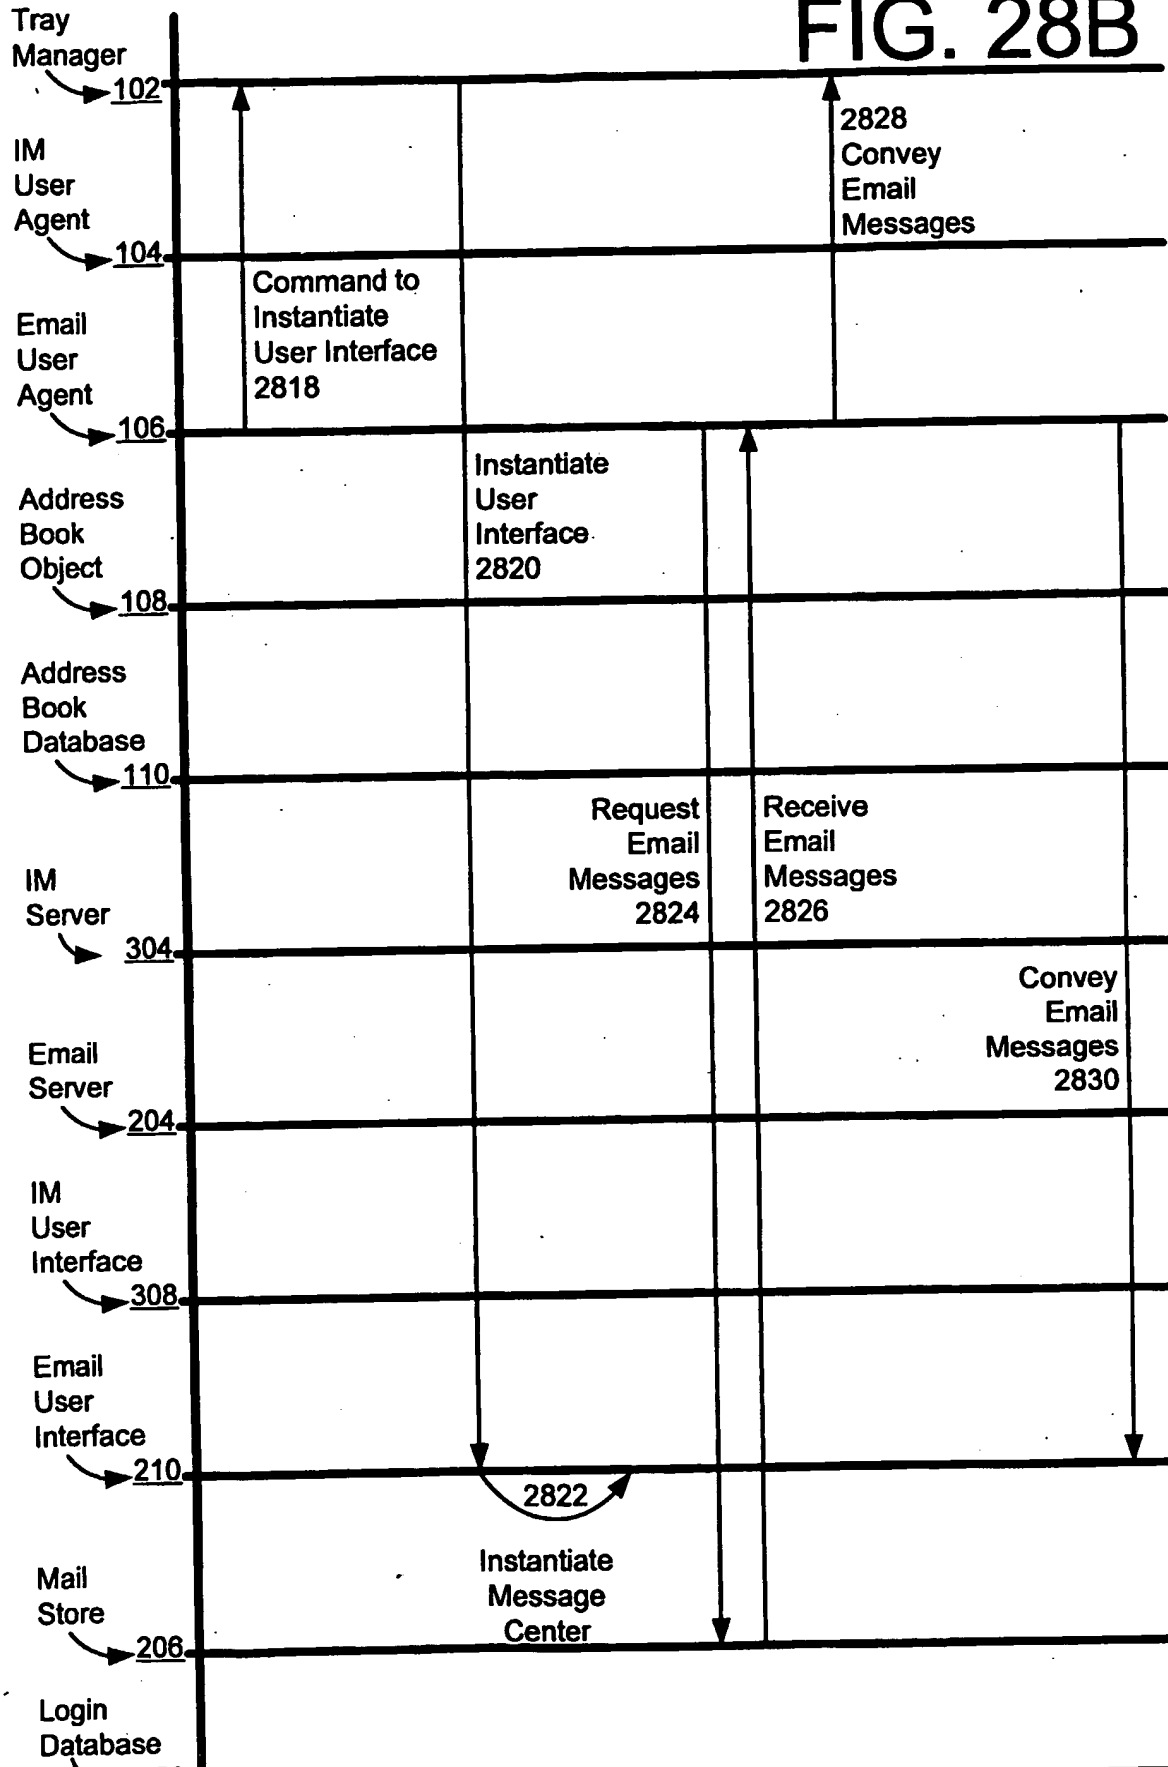 FIG. 28B
Tray
Manager
102
2828
Convey
Email
Messages
IM
User
Agent
104
Command to
Instantiate
User Interface
2818
Email
User
Agent
106
Instantiate
User
Interface
2820
Address
Book
Object
108
Address
Book
Database
110
Request
Email
Messages
2824
Receive
Email
Messages
2826
IM
Server
304
Convey
Email
Messages
2830
Email
Server
204
IM
User
Interface
308
Email
User
Interface
210
2822
Instantiate
Message
Center
Mail
Store
206
Login
Database